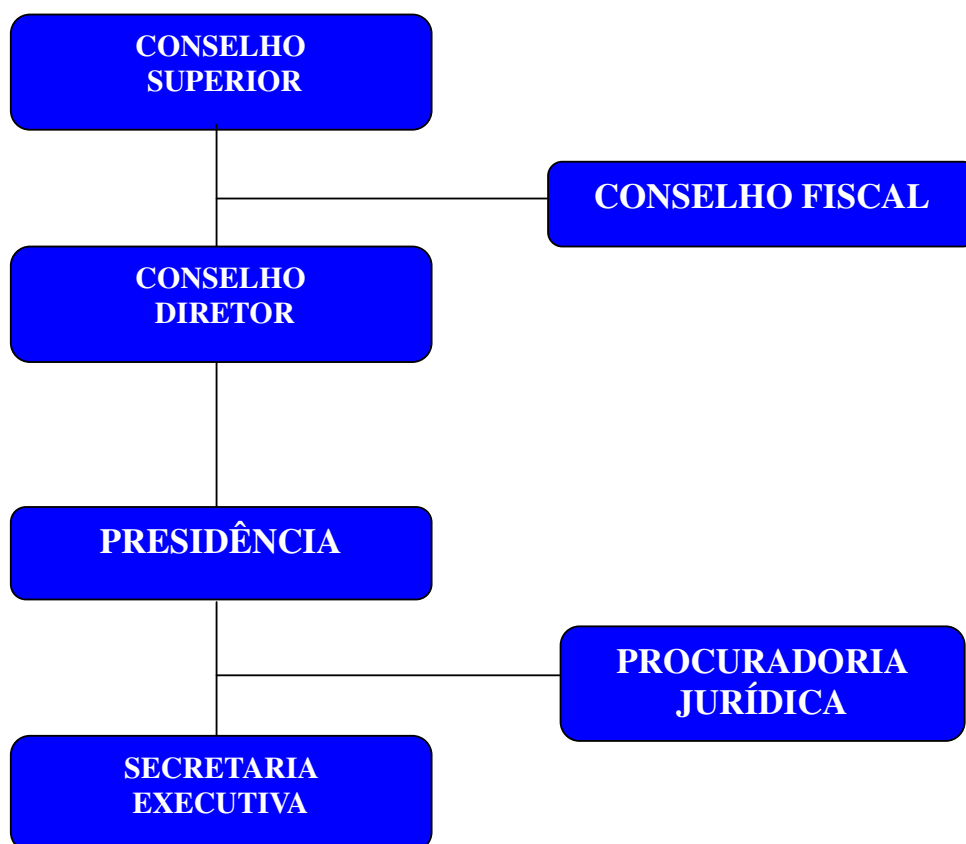 CONSELHO
SUPERIOR
CONSELHO FISCAL
CONSELHO
DIRETOR
PRESIDÊNCIA
PROCURADORIA
JURÍDICA
SECRETARIA
EXECUTIVA